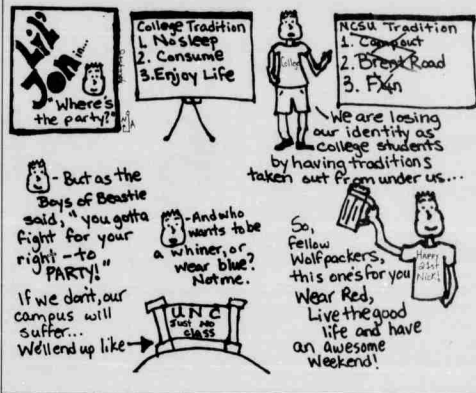 Lil'
Jon in...
"Where's
the party?"
College Tradition
1. No sleep
2. Consume
3. Enjoy Life
NCSU Tradition
1. Campout
2. Brent Road
3. Fun
College
We are losing
our identity as
college students
by having traditions
taken out from under us...
- But as the
Boys of Beastie
said, "you gotta
fight for your
right - to
PARTY!"
If we don't, our
campus will
suffer...
We'll end up like
- And who
wants to be
a whiner, or
wear blue?
Not me.
UNC
Just No
class
So,
fellow
Wolfpackers,
this one's for you
Wear Red,
Live the good
life and have
an awesome
weekend!
HAPPY
21st
Nick!